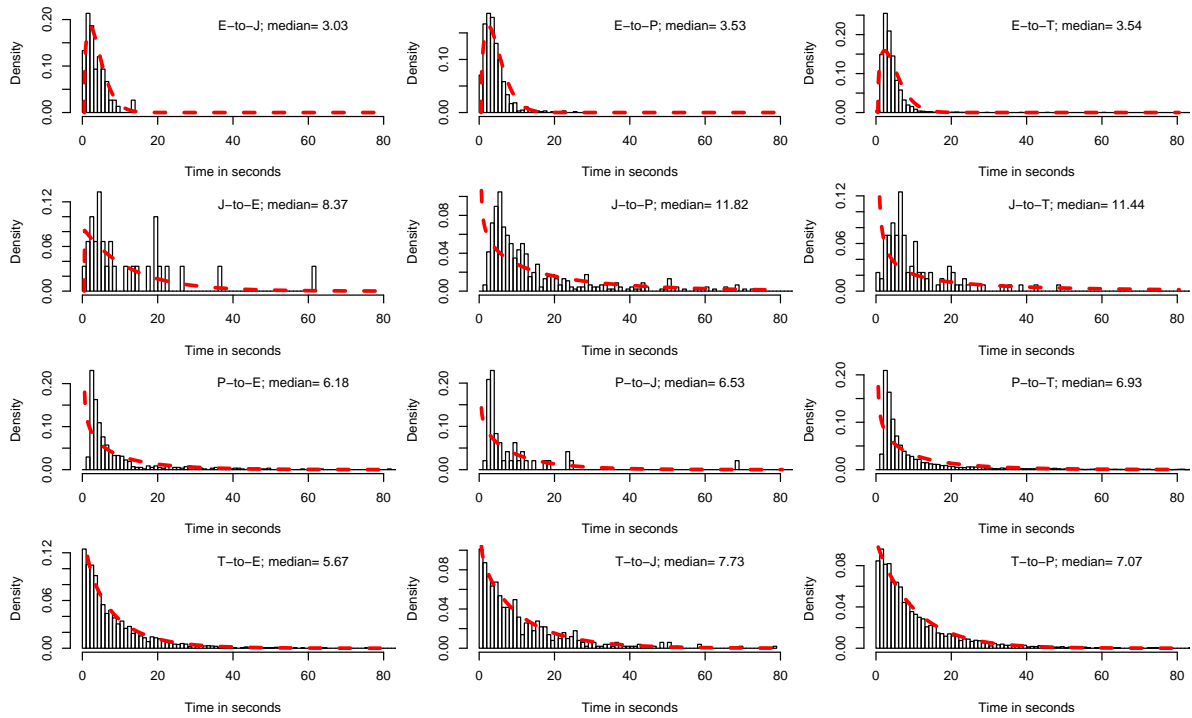 E-to-J; median= 3.03
Density
0.00
0.10
0.20
0
20
40
60
80
Time in seconds
E-to-P; median= 3.53
Density
0.00
0.10
0
20
40
60
80
Time in seconds
E-to-T; median= 3.54
Density
0.00
0.10
0.20
0
20
40
60
80
Time in seconds
J-to-E; median= 8.37
Density
0.00
0.06
0.12
0
20
40
60
80
Time in seconds
J-to-P; median= 11.82
Density
0.00
0.04
0.08
0
20
40
60
80
Time in seconds
J-to-T; median= 11.44
Density
0.00
0.06
0.12
0
20
40
60
80
Time in seconds
P-to-E; median= 6.18
Density
0.00
0.10
0.20
0
20
40
60
80
Time in seconds
P-to-J; median= 6.53
Density
0.00
0.10
0.20
0
20
40
60
80
Time in seconds
P-to-T; median= 6.93
Density
0.00
0.10
0.20
0
20
40
60
80
Time in seconds
T-to-E; median= 5.67
Density
0.00
0.06
0.12
0
20
40
60
80
Time in seconds
T-to-J; median= 7.73
Density
0.00
0.04
0.08
0
20
40
60
80
Time in seconds
T-to-P; median= 7.07
Density
0.00
0.04
0.08
0
20
40
60
80
Time in seconds